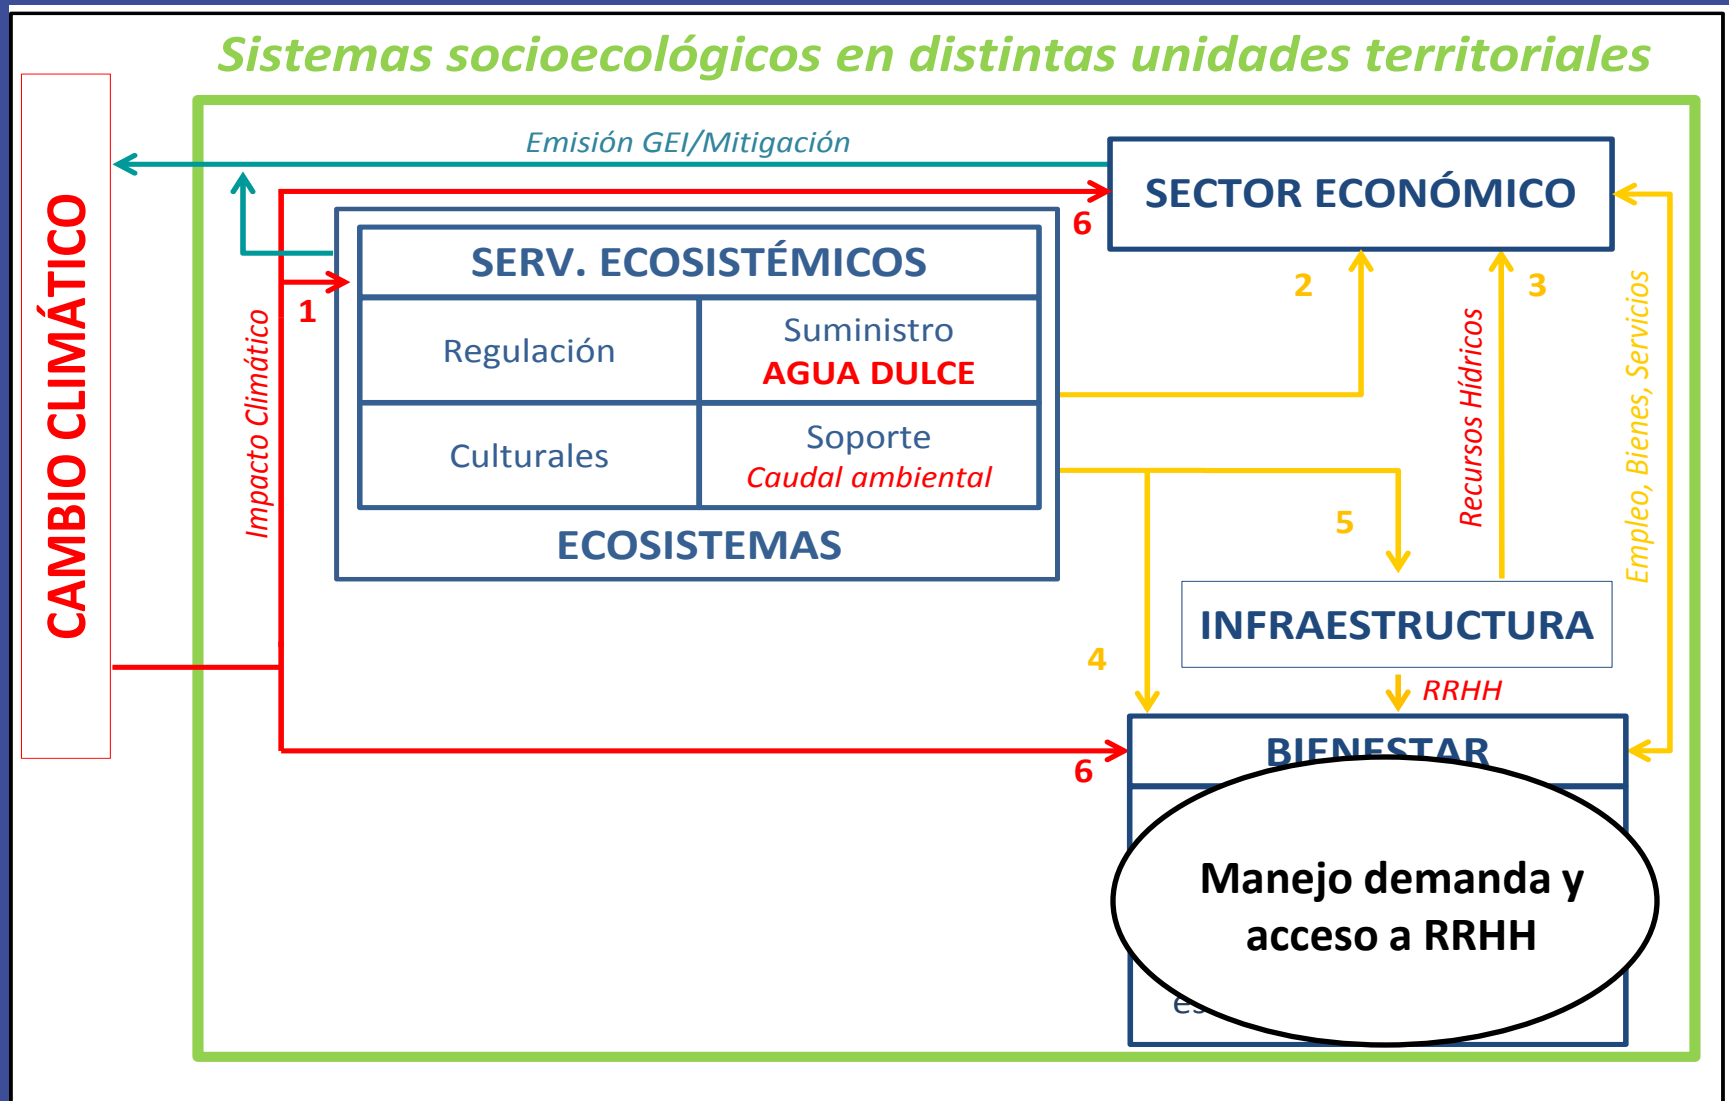 Sistemas socioecológicos en distintas unidades territoriales
CAMBIO CLIMÁTICO
Emisión GEI/Mitigación
SECTOR ECONÓMICO
6
SERV. ECOSISTÉMICOS
1
2
3
Impacto Climático
Regulación
Suministro
AGUA DULCE
Culturales
Soporte
Caudal ambiental
ECOSISTEMAS
Recursos Hídricos
Empleo, Bienes, Servicios
5
INFRAESTRUCTURA
4
RRHH
BIENESTAR
6
Manejo demanda y
acceso a RRHH